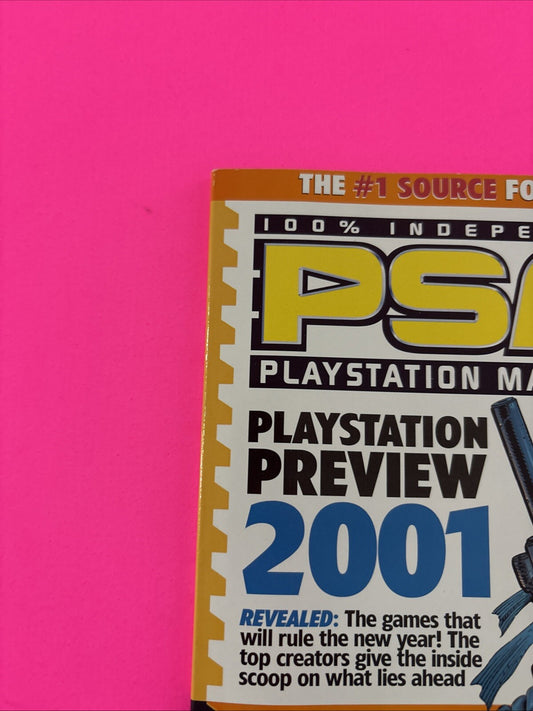 THE #1 SOURCE FO
100% INDEPE
PSM
PLAYSTATION MA
PLAYSTATION
PREVIEW
2001
REVEALED: The games that
will rule the new year! The
top creators give the inside
scoop on what lies ahead